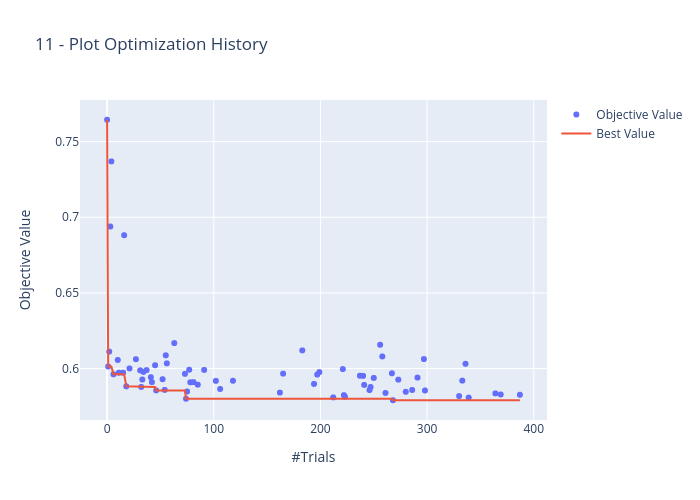 11 - Plot Optimization History
Objective Value
Best Value
0.75
0.7
0.65
0.6
Objective Value
0
100
200
300
400
#Trials